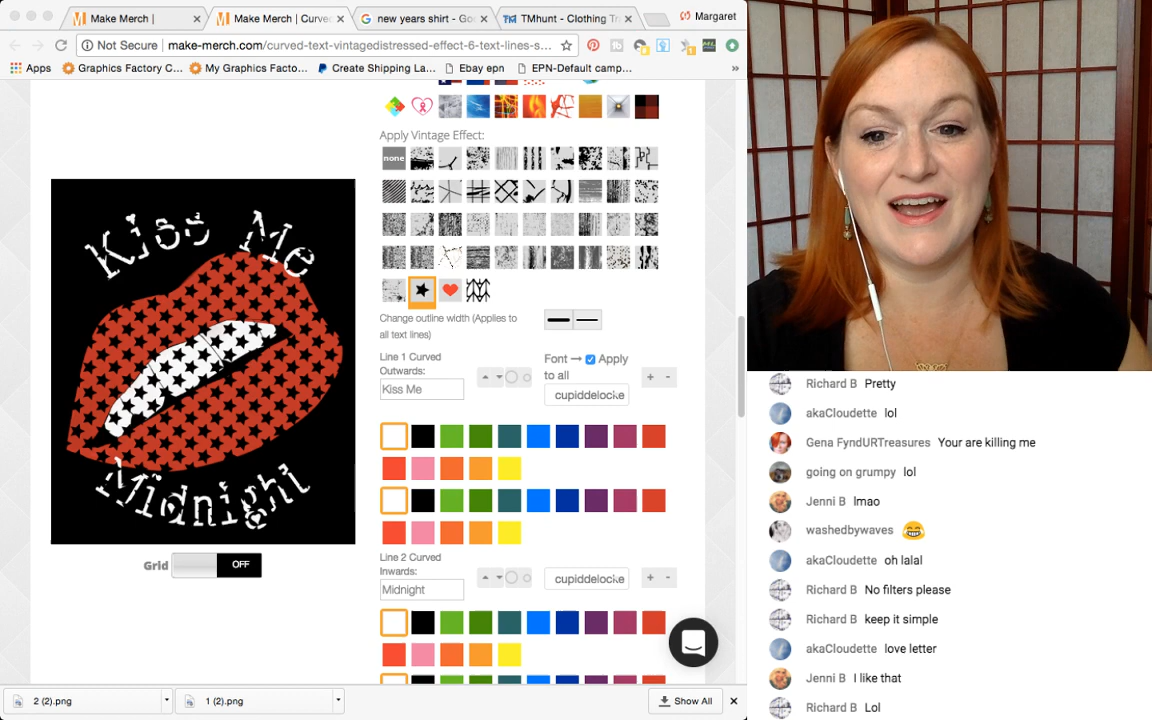 Make Merch |
Make Merch | Curve
new years shirt - Goo
TMhunt - Clothing Tr
Margaret
Not Secure | make-merch.com/curved-text-vintagedistressed-effect-6-text-lines-s...
Apps
Graphics Factory C...
My Graphics Facto...
Create Shipping La...
Ebay epn
EPN-Default camp...
»
Apply Vintage Effect:
none
Change outline width (Applies to
all text lines)
Line 1 Curved
Outwards:
Kiss Me
Font → Apply
to all
cupiddelocke
+ -
Line 2 Curved
Inwards:
Midnight
cupiddelocke
+ -
Kiss Me
Midnight
Grid OFF
2 (2).png
1 (2).png
Show All
Richard B Pretty
akaCloudette lol
Gena FyndURTreasures Your are killing me
going on grumpy lol
Jenni B lmao
washedbywaves
akaCloudette oh lalal
Richard B No filters please
Richard B keep it simple
akaCloudette love letter
Jenni B I like that
Richard B Lol